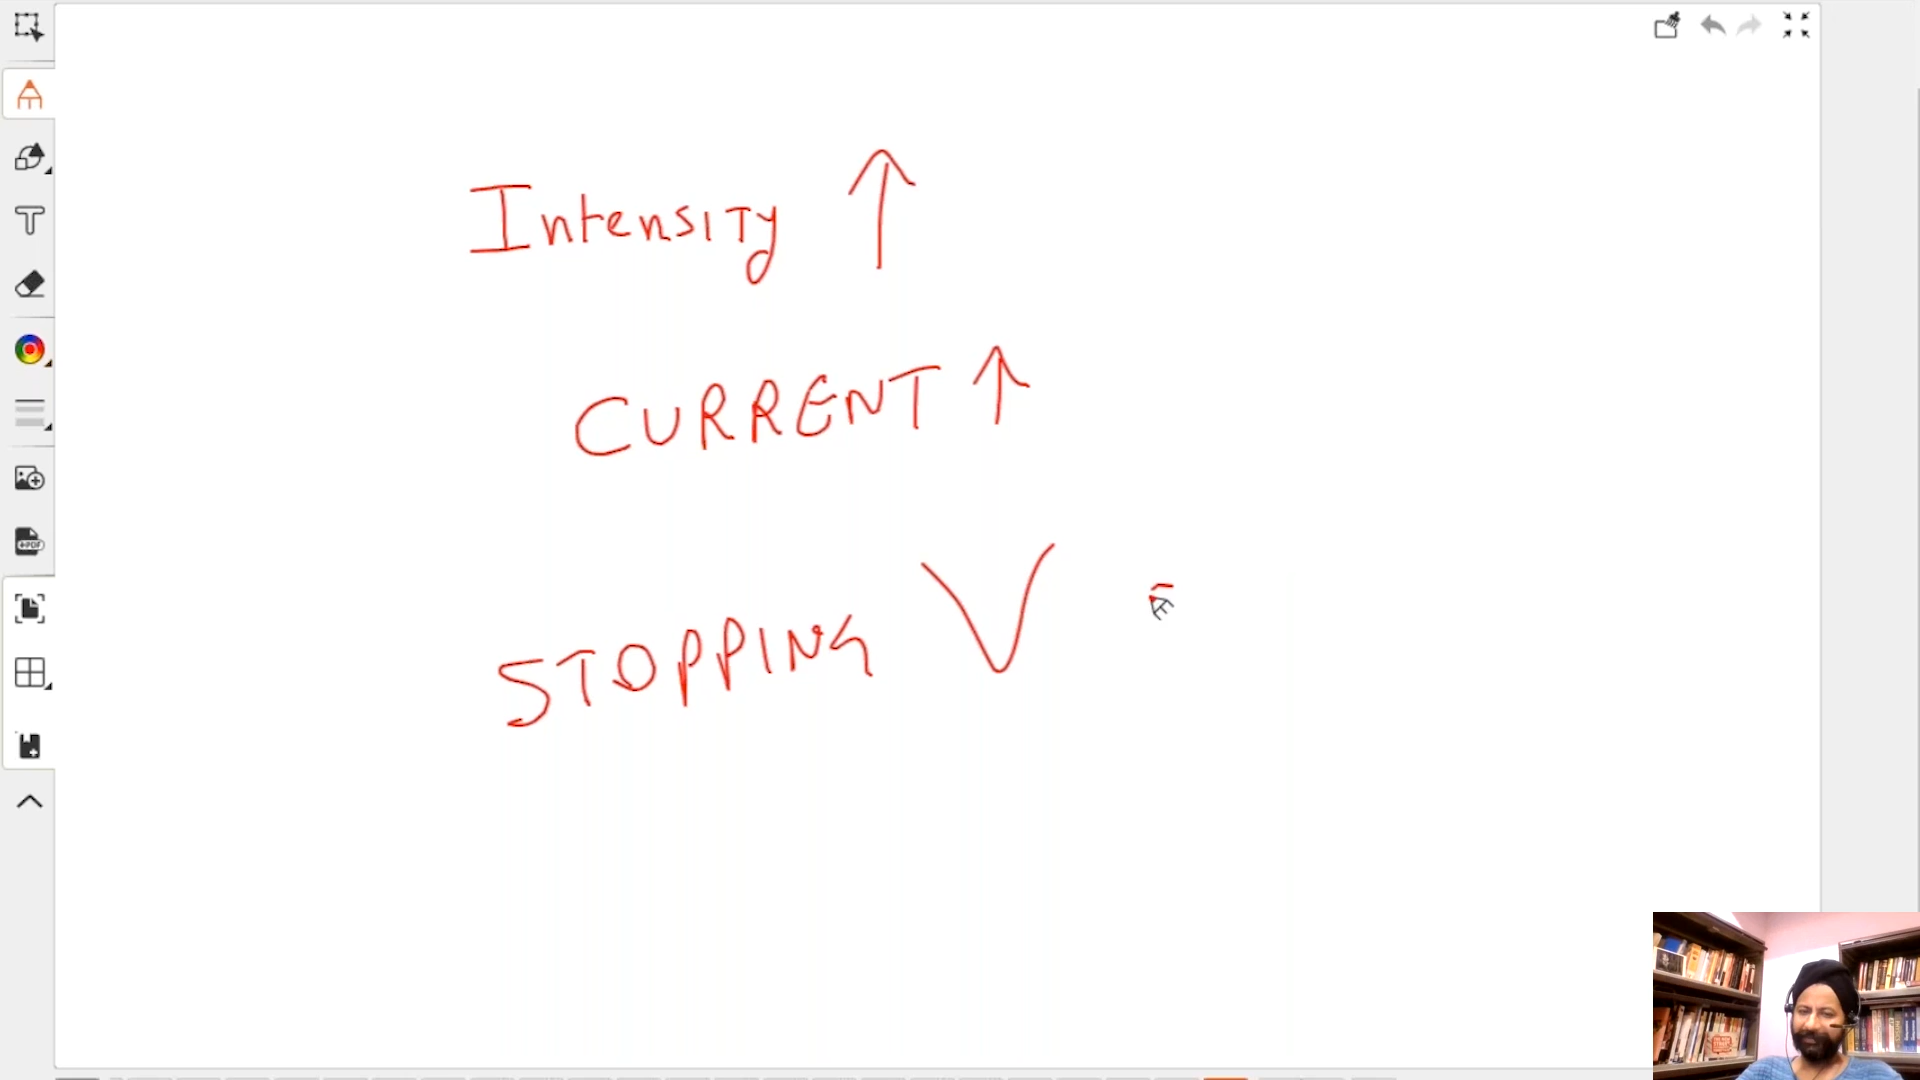 Intensity ↑
CURRENT ↑
STOPPING V